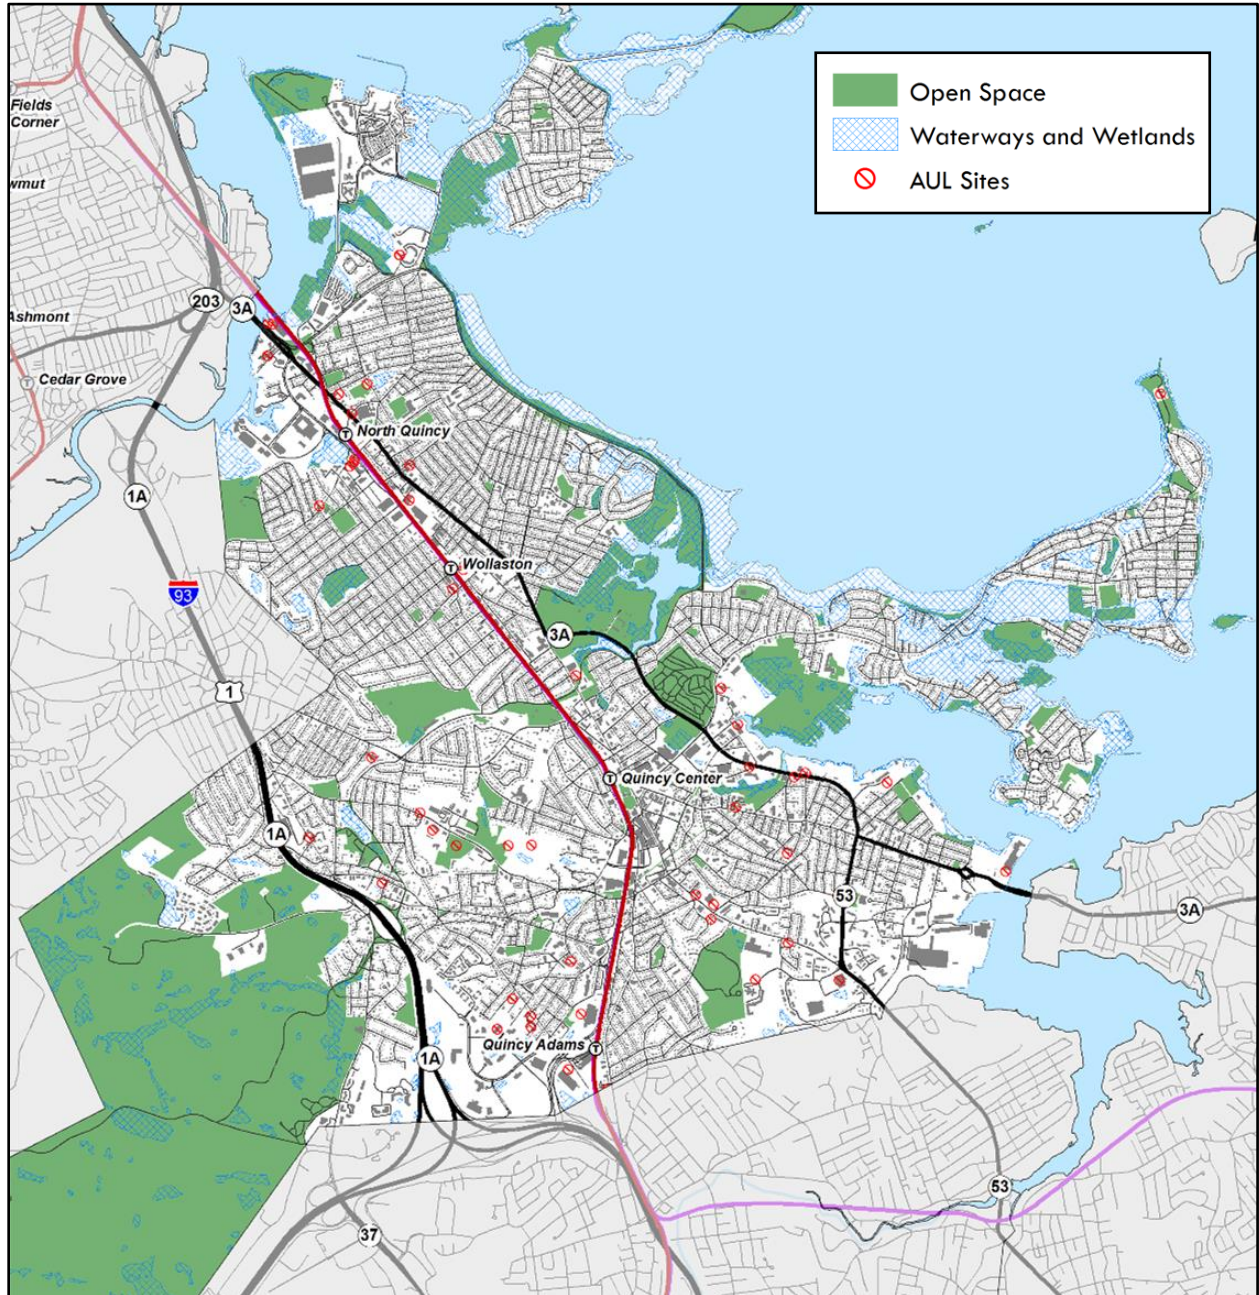 Open Space
Waterways and Wetlands
AUL Sites
Fields
Corner
wmut
203
3A
Ashmont
Cedar Grove
North Quincy
1A
Wollaston
93
3A
1
Quincy Center
1A
53
3A
Quincy Adams
1A
53
37